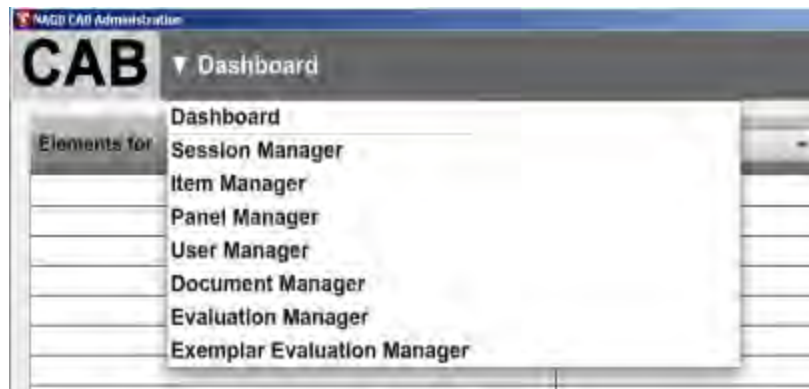 NAGB CAB Administration
CAB ▼ Dashboard
Dashboard
Elements for
Session Manager
Item Manager
Panel Manager
User Manager
Document Manager
Evaluation Manager
Exemplar Evaluation Manager